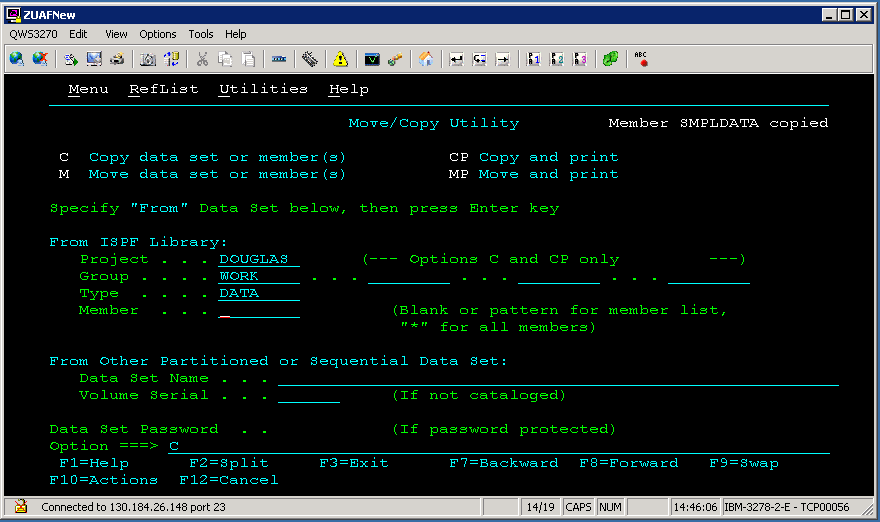 ZUAFNew
QWS3270 Edit View Options Tools Help
Menu RefList Utilities Help
Move/Copy Utility Member SMPLDATA copied
C Copy data set or member(s) CP Copy and print
M Move data set or member(s) MP Move and print
Specify "From" Data Set below, then press Enter key
From ISPF Library:
Project . . . DOUGLAS (--- Options C and CP only ---)
Group . . . . WORK . . . . . . . . .
Type . . . . DATA
Member . . . _ (Blank or pattern for member list,
"*" for all members)
From Other Partitioned or Sequential Data Set:
Data Set Name . . .
Volume Serial . . . (If not cataloged)
Data Set Password . . (If password protected)
Option ===> C
F1=Help F2=Split F3=Exit F7=Backward F8=Forward F9=Swap
F10=Actions F12=Cancel
Connected to 130.184.26.148 port 23 14/19 CAPS NUM 14:46:06 IBM-3278-2-E - TCP00056